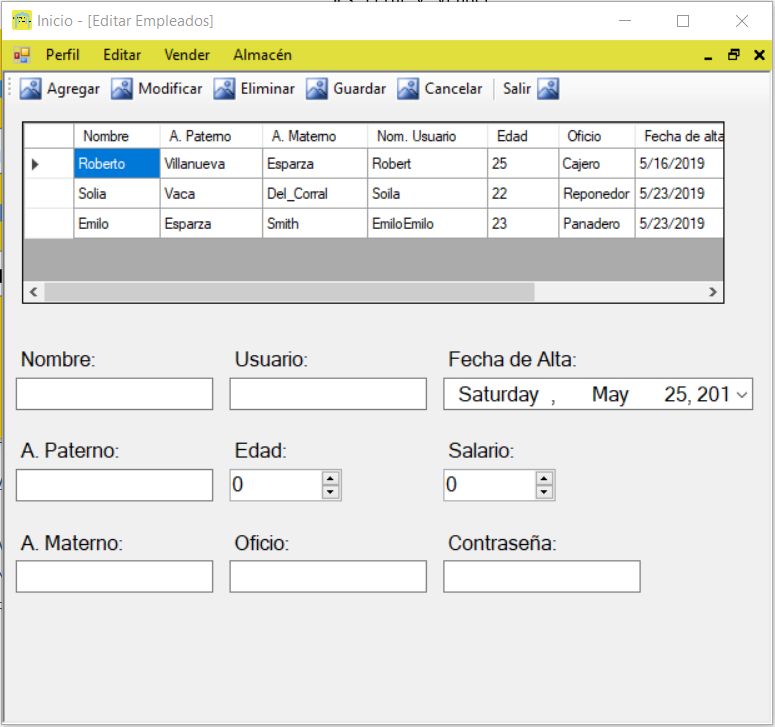 Inicio - [Editar Empleados]
Perfil Editar Vender Almacén
Agregar Modificar Eliminar Guardar Cancelar Salir
Nombre A. Paterno A. Materno Nom. Usuario Edad Oficio Fecha de alta
Roberto Villanueva Esparza Robert 25 Cajero 5/16/2019
Solia Vaca Del_Corral Soila 22 Reponedor 5/23/2019
Emilo Esparza Smith EmiloEmilo 23 Panadero 5/23/2019
Nombre: Usuario: Fecha de Alta:
Saturday , May 25, 201
A. Paterno: Edad: Salario:
0 0
A. Materno: Oficio: Contraseña: